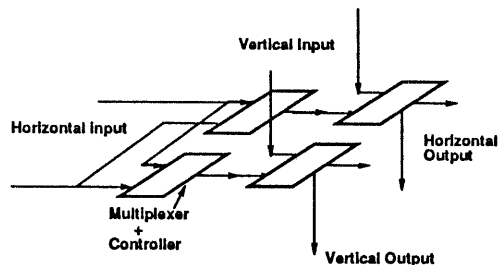 Vertical Input
Horizontal Input
Horizontal
Output
Multiplexer
+
Controller
Vertical Output